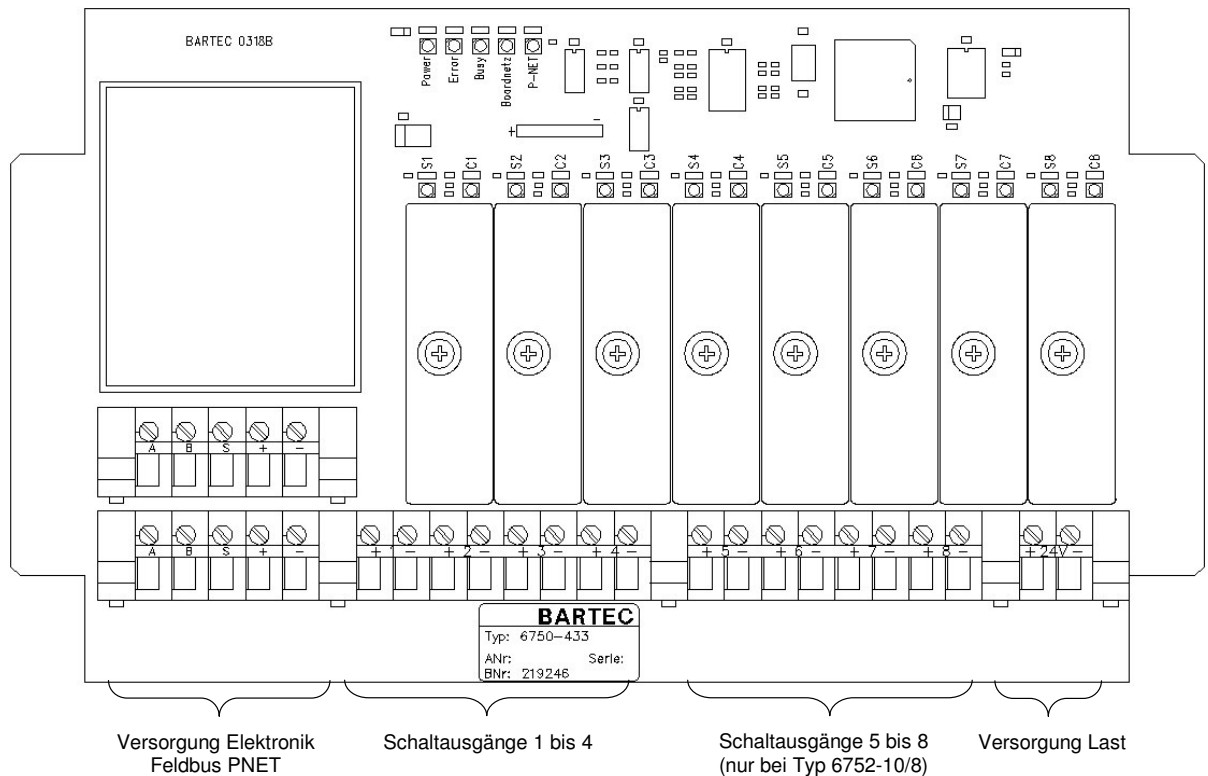 BARTEC 0318B
Power Error Busy Boardnetz P-NET
+ -
S1 C1 S2 C2 S3 C3 S4 C4 S5 C5 S6 C6 S7 C7 S8 C8
A B S + -
A B S + - + 1 - + 2 - + 3 - + 4 - + 5 - + 6 - + 7 - + 8 - + 24V -
BARTEC
Typ: 6750-433
ANr: Serie:
BNr: 219246
Versorgung Elektronik
Feldbus PNET
Schaltausgänge 1 bis 4
Schaltausgänge 5 bis 8
(nur bei Typ 6752-10/8)
Versorgung Last